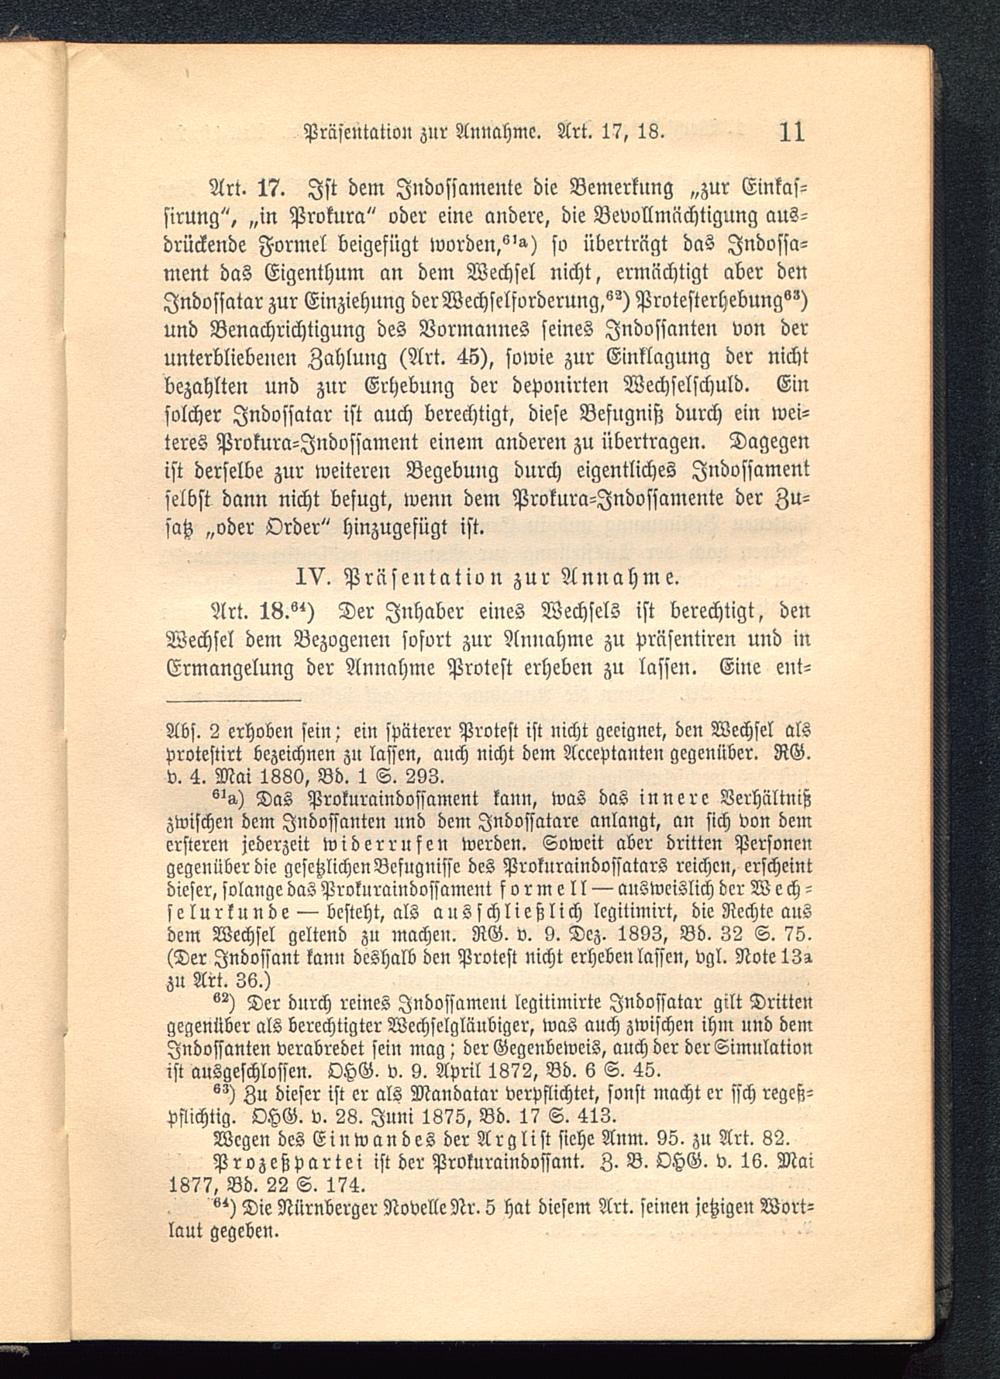 Präsentation zur Annahme. Art. 17, 18. 11
Art. 17. Ist dem Indossamente die Bemerkung „zur Einkas-
sirung“, „in Prokura“ oder eine andere, die Bevollmächtigung aus-
drückende Formel beigefügt worden,⁶¹ᵃ) so überträgt das Indossa-
ment das Eigenthum an dem Wechsel nicht, ermächtigt aber den
Indossatar zur Einziehung der Wechselforderung,⁶²) Protesterhebung⁶³)
und Benachrichtigung des Vormannes seines Indossanten von der
unterbliebenen Zahlung (Art. 45), sowie zur Einklagung der nicht
bezahlten und zur Erhebung der deponirten Wechselschuld. Ein
solcher Indossatar ist auch berechtigt, diese Befugniß durch ein wei-
teres Prokura-Indossament einem anderen zu übertragen. Dagegen
ist derselbe zur weiteren Begebung durch eigentliches Indossament
selbst dann nicht befugt, wenn dem Prokura-Indossamente der Zu-
satz „oder Order“ hinzugefügt ist.
IV. Präsentation zur Annahme.
Art. 18.⁶⁴) Der Inhaber eines Wechsels ist berechtigt, den
Wechsel dem Bezogenen sofort zur Annahme zu präsentiren und in
Ermangelung der Annahme Protest erheben zu lassen. Eine ent-
Abs. 2 erhoben sein; ein späterer Protest ist nicht geeignet, den Wechsel als
protestirt bezeichnen zu lassen, auch nicht dem Acceptanten gegenüber. RG.
v. 4. Mai 1880, Bd. 1 S. 293.
⁶¹ᵃ) Das Prokuraindossament kann, was das innere Verhältniß
zwischen dem Indossanten und dem Indossatare anlangt, an sich von dem
ersteren jederzeit widerrufen werden. Soweit aber dritten Personen
gegenüber die gesetzlichen Befugnisse des Prokuraindossatars reichen, erscheint
dieser, solange das Prokuraindossament formell — ausweislich der Wech-
selurkunde — besteht, als ausschließlich legitimirt, die Rechte aus
dem Wechsel geltend zu machen. RG. v. 9. Dez. 1893, Bd. 32 S. 75.
(Der Indossant kann deshalb den Protest nicht erheben lassen, vgl. Note 13a
zu Art. 36.)
⁶²) Der durch reines Indossament legitimirte Indossatar gilt Dritten
gegenüber als berechtigter Wechselgläubiger, was auch zwischen ihm und dem
Indossanten verabredet sein mag; der Gegenbeweis, auch der der Simulation
ist ausgeschlossen. OHG. v. 9. April 1872, Bd. 6 S. 45.
⁶³) Zu dieser ist er als Mandatar verpflichtet, sonst macht er ssch regeß-
pflichtig. OHG. v. 28. Juni 1875, Bd. 17 S. 413.
Wegen des Einwandes der Arglist siehe Anm. 95. zu Art. 82.
Prozeßpartei ist der Prokuraindossant. Z. B. OHG. v. 16. Mai
1877, Bd. 22 S. 174.
⁶⁴) Die Nürnberger Novelle Nr. 5 hat diesem Art. seinen jetzigen Wort-
laut gegeben.